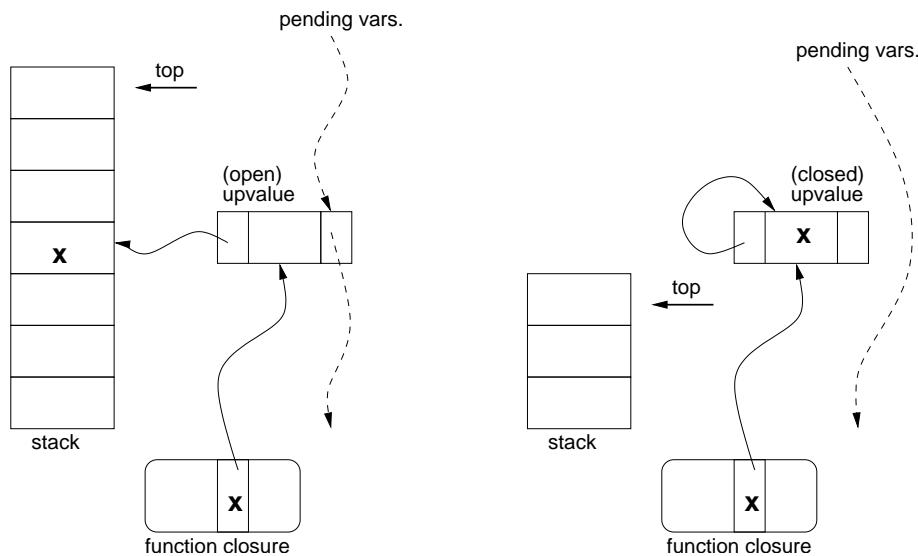 pending vars.
top
(open)
upvalue
x
stack
x
function closure
pending vars.
(closed)
upvalue
x
top
stack
x
function closure